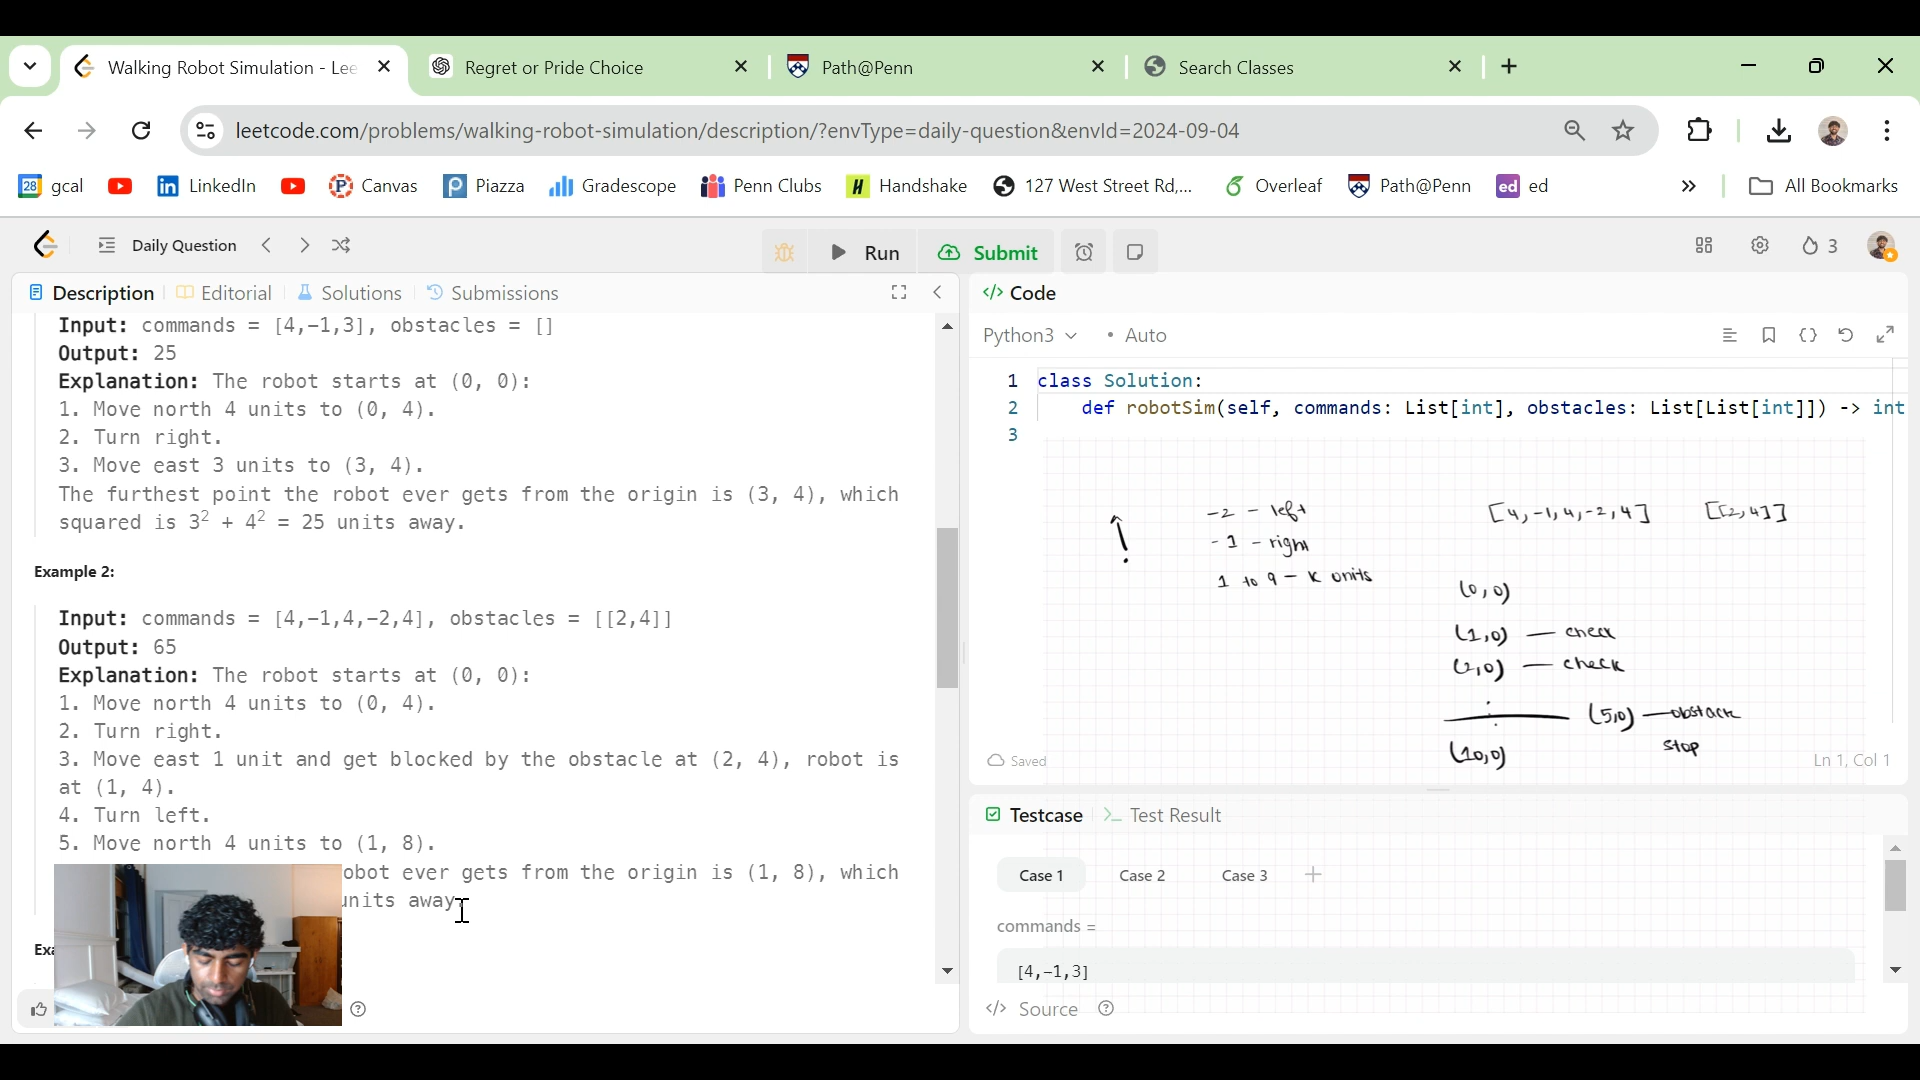 Walking Robot Simulation - Lee
Regret or Pride Choice
Path@Penn
Search Classes
leetcode.com/problems/walking-robot-simulation/description/?envType=daily-question&envId=2024-09-04
28 gcal
LinkedIn
Canvas
Piazza
Gradescope
Penn Clubs
Handshake
127 West Street Rd,...
Overleaf
Path@Penn
ed ed
All Bookmarks
Daily Question
Run
Submit
3
Description
Editorial
Solutions
Submissions
Input: commands = [4,-1,3], obstacles = []
Output: 25
Explanation: The robot starts at (0, 0):
1. Move north 4 units to (0, 4).
2. Turn right.
3. Move east 3 units to (3, 4).
The furthest point the robot ever gets from the origin is (3, 4), which
squared is 3² + 4² = 25 units away.
Example 2:
Input: commands = [4,-1,4,-2,4], obstacles = [[2,4]]
Output: 65
Explanation: The robot starts at (0, 0):
1. Move north 4 units to (0, 4).
2. Turn right.
3. Move east 1 unit and get blocked by the obstacle at (2, 4), robot is
at (1, 4).
4. Turn left.
5. Move north 4 units to (1, 8).
obot ever gets from the origin is (1, 8), which
units away.
Exa
</> Code
Python3
• Auto
1 class Solution:
2 def robotSim(self, commands: List[int], obstacles: List[List[int]]) -> int
3
-2 - left
-1 - right
1 to 9 - k units
[4,-1,4,-2,4] [[2,4]]
(0,0)
(1,0) — check
(2,0) — check
(5,0) — obstacle
stop
(10,0)
Saved
Ln 1, Col 1
Testcase
Test Result
Case 1
Case 2
Case 3
commands =
[4,-1,3]
</> Source